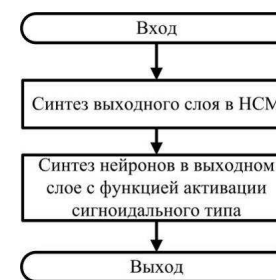 Вход
Синтез выходного слоя в НСМ
Синтез нейронов в выходном
слое с функцией активации
сигноидального типа
Выход